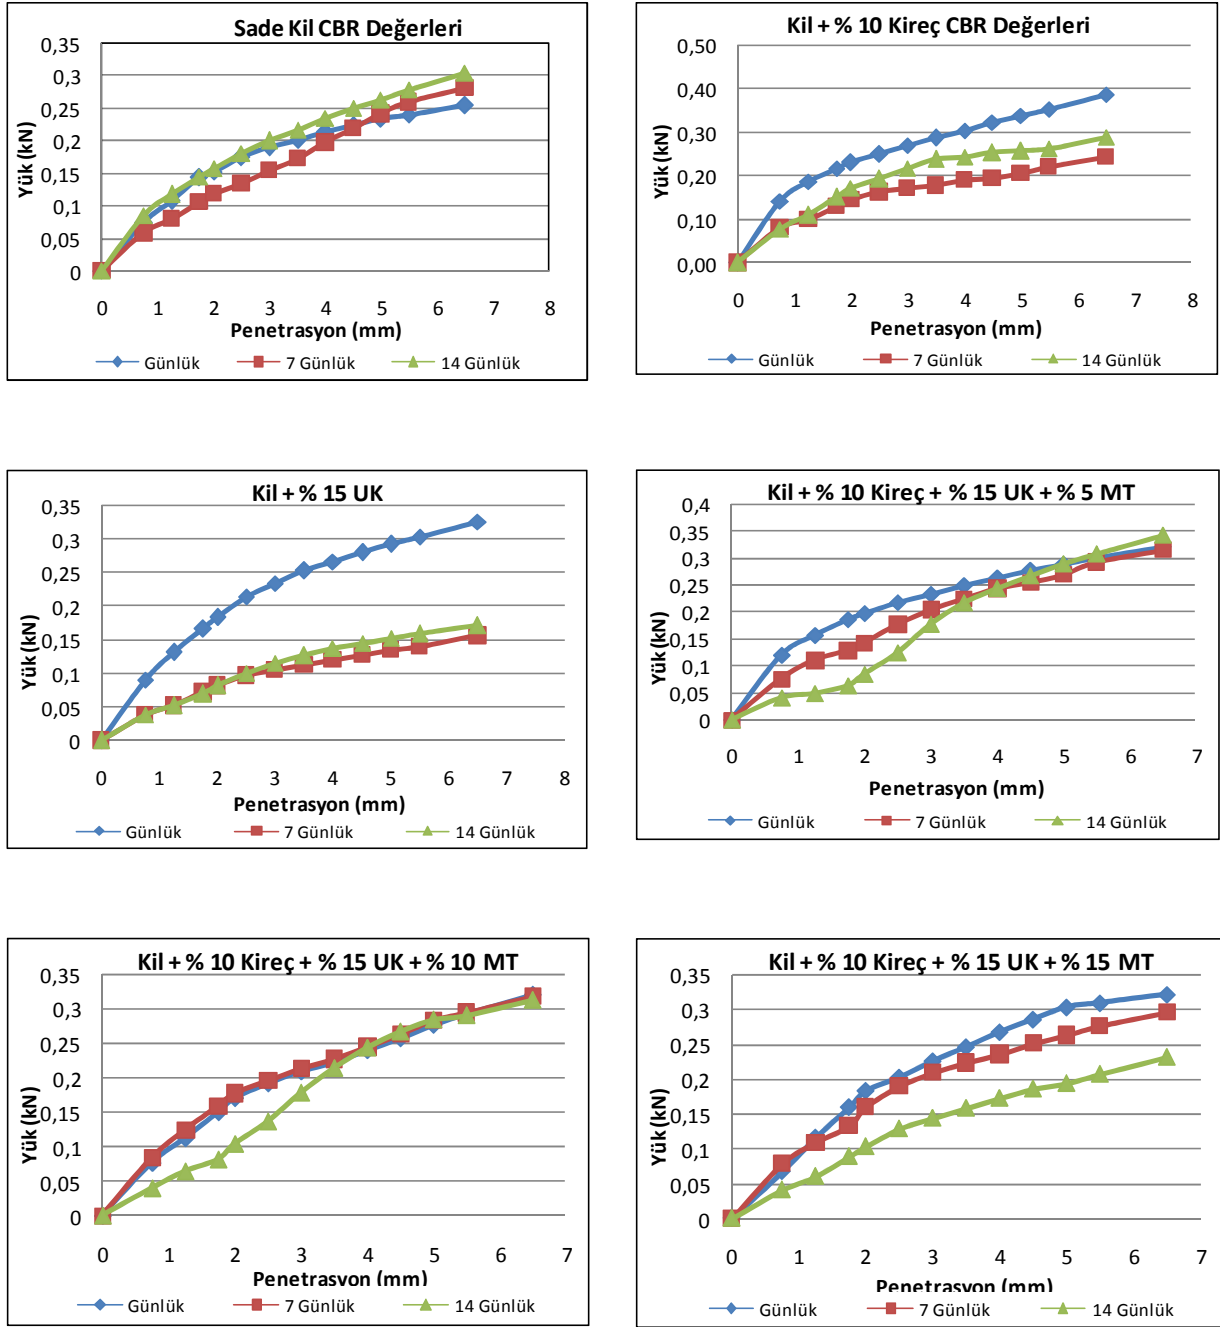 Sade Kil CBR Değerleri
0,35
0,3
0,25
0,2
0,15
0,1
0,05
0
Yük (kN)
0 1 2 3 4 5 6 7 8
Penetrasyon (mm)
Günlük 7 Günlük 14 Günlük
Kil + % 10 Kireç CBR Değerleri
0,50
0,40
0,30
0,20
0,10
0,00
Yük (kN)
0 1 2 3 4 5 6 7 8
Penetrasyon (mm)
Günlük 7 Günlük 14 Günlük
Kil + % 15 UK
0,35
0,3
0,25
0,2
0,15
0,1
0,05
0
Yük (kN)
0 1 2 3 4 5 6 7 8
Penetrasyon (mm)
Günlük 7 Günlük 14 Günlük
Kil + % 10 Kireç + % 15 UK + % 5 MT
0,4
0,35
0,3
0,25
0,2
0,15
0,1
0,05
0
Yük (kN)
0 1 2 3 4 5 6 7
Penetrasyon (mm)
Günlük 7 Günlük 14 Günlük
Kil + % 10 Kireç + % 15 UK + % 10 MT
0,35
0,3
0,25
0,2
0,15
0,1
0,05
0
Yük (kN)
0 1 2 3 4 5 6 7
Penetrasyon (mm)
Günlük 7 Günlük 14 Günlük
Kil + % 10 Kireç + % 15 UK + % 15 MT
0,35
0,3
0,25
0,2
0,15
0,1
0,05
0
Yük (kN)
0 1 2 3 4 5 6 7
Penetrasyon (mm)
Günlük 7 Günlük 14 Günlük